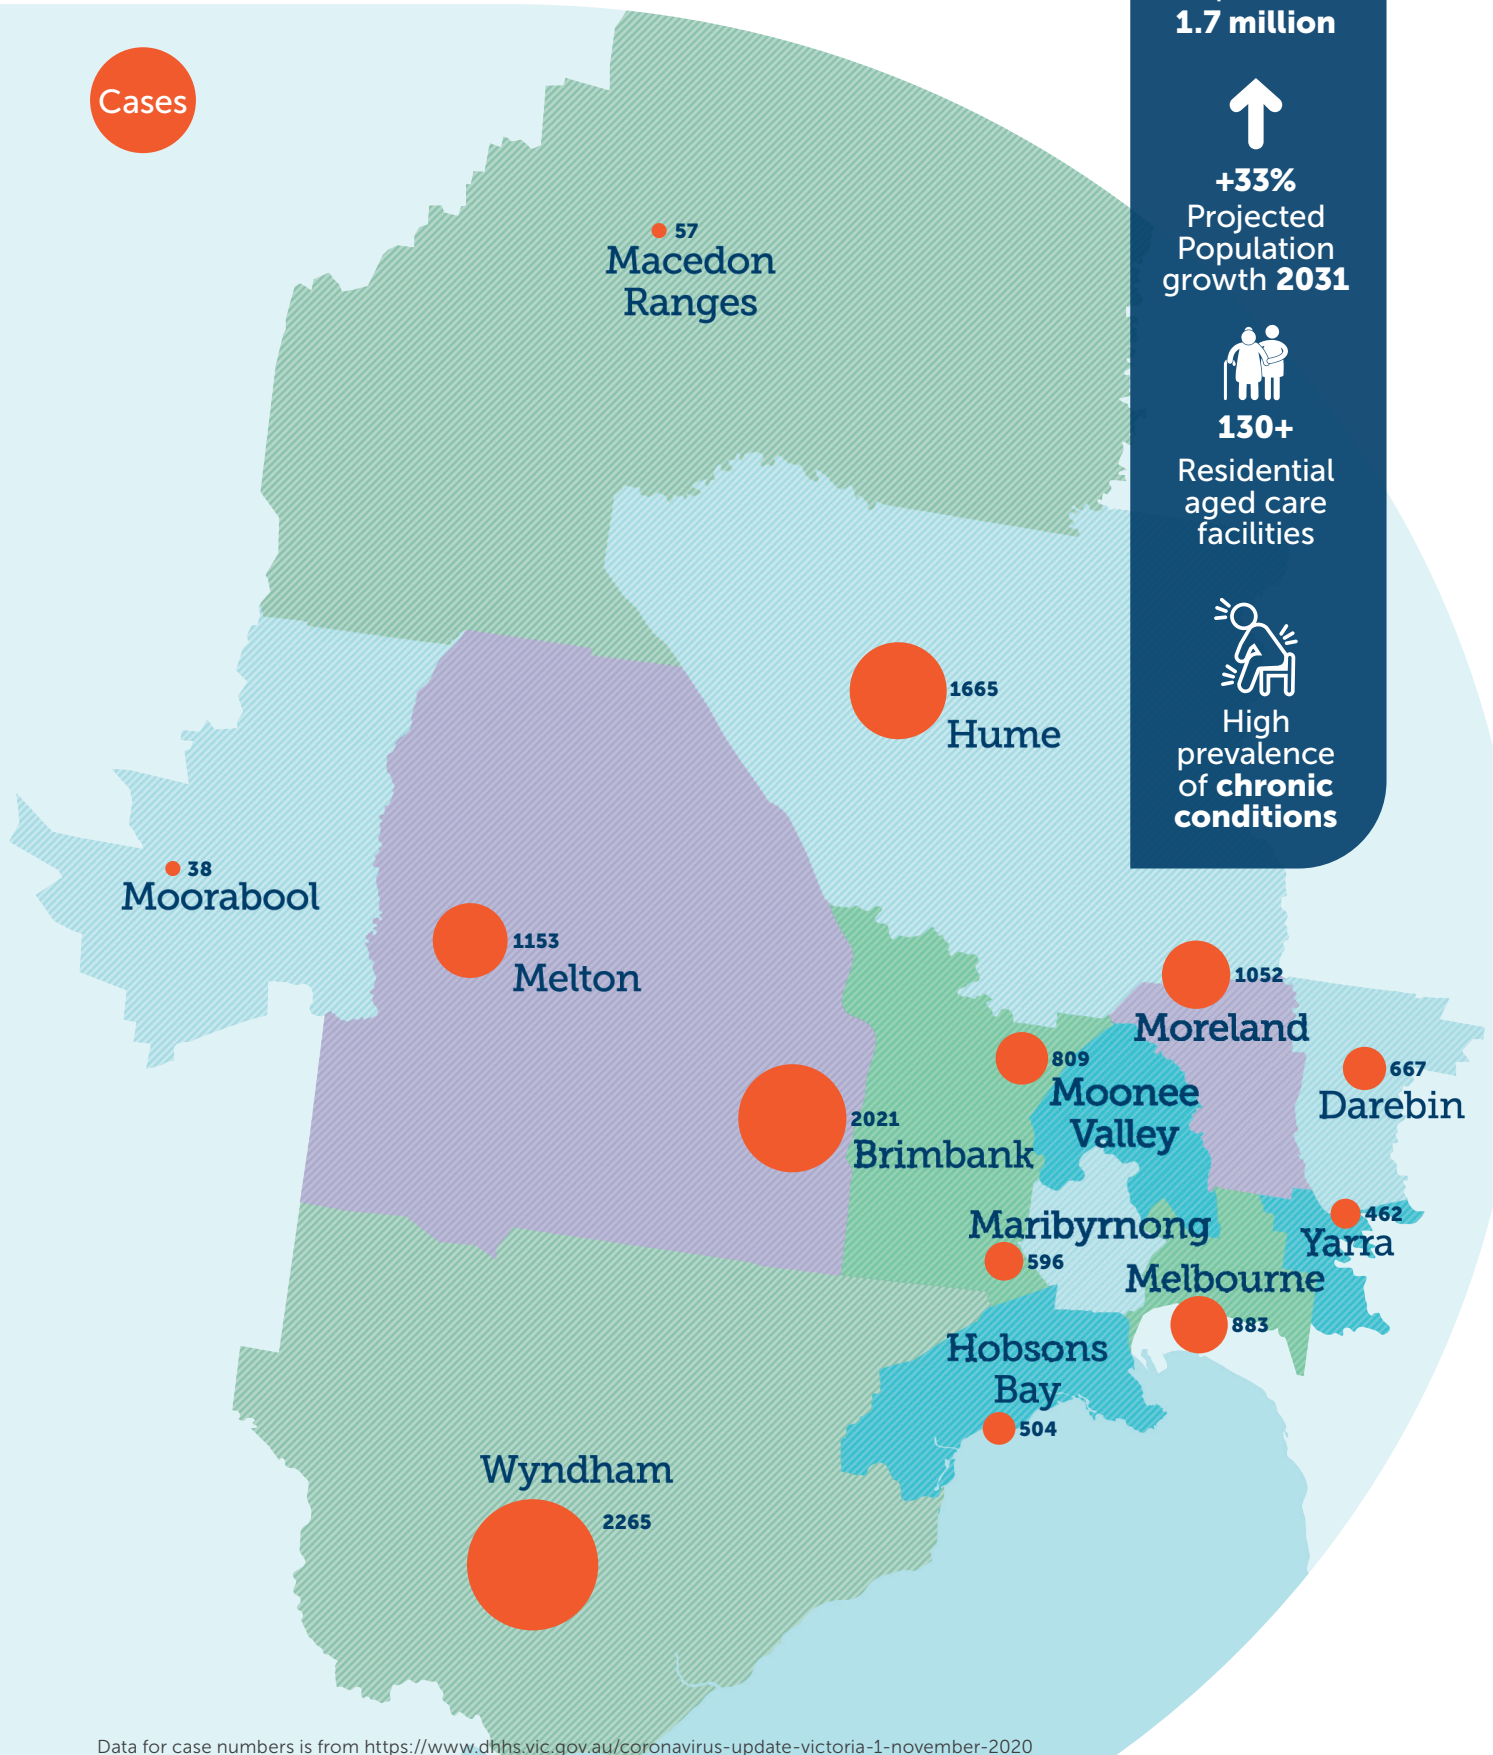 1.7 million
Cases
+33%
Projected
Population
growth 2031
57
Macedon
Ranges
130+
Residential
aged care
facilities
1665
Hume
High
prevalence
of chronic
conditions
38
Moorabool
1153
Melton
1052
Moreland
809
Moonee
Valley
667
Darebin
2021
Brimbank
Maribyrnong
596
462
Yarra
Melbourne
883
Hobsons
Bay
504
Wyndham
2265
Data for case numbers is from https://www.dhhs.vic.gov.au/coronavirus-update-victoria-1-november-2020